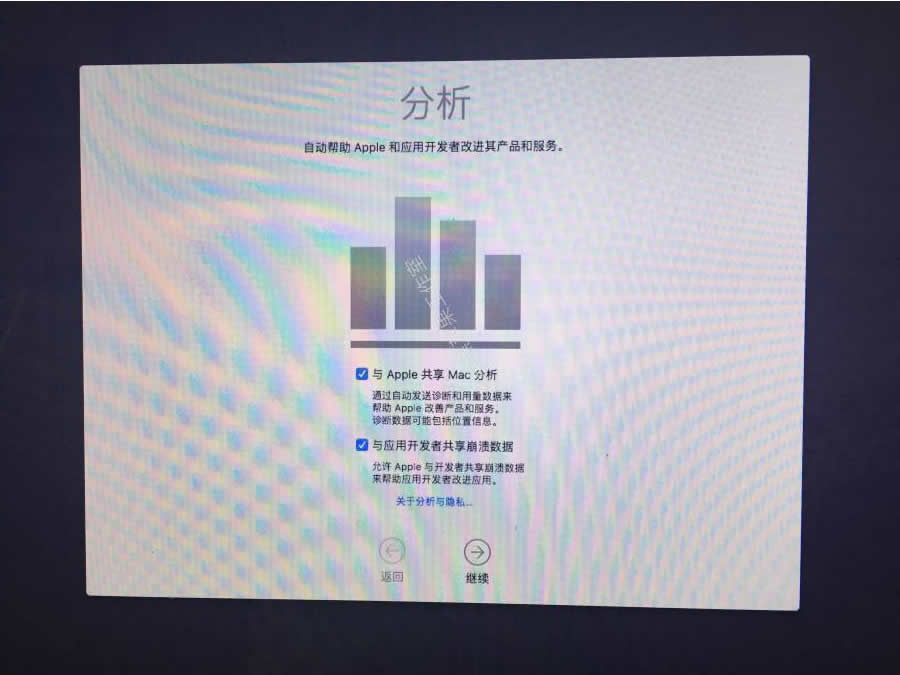 分析
自动帮助 Apple 和应用开发者改进其产品和服务。
果工作室
与 Apple 共享 Mac 分析
通过自动发送诊断和用量数据来
帮助 Apple 改善产品和服务。
诊断数据可能包括位置信息。
与应用开发者共享崩溃数据
允许 Apple 与开发者共享崩溃数据
来帮助应用开发者改进应用。
关于分析与隐私…
返回
继续